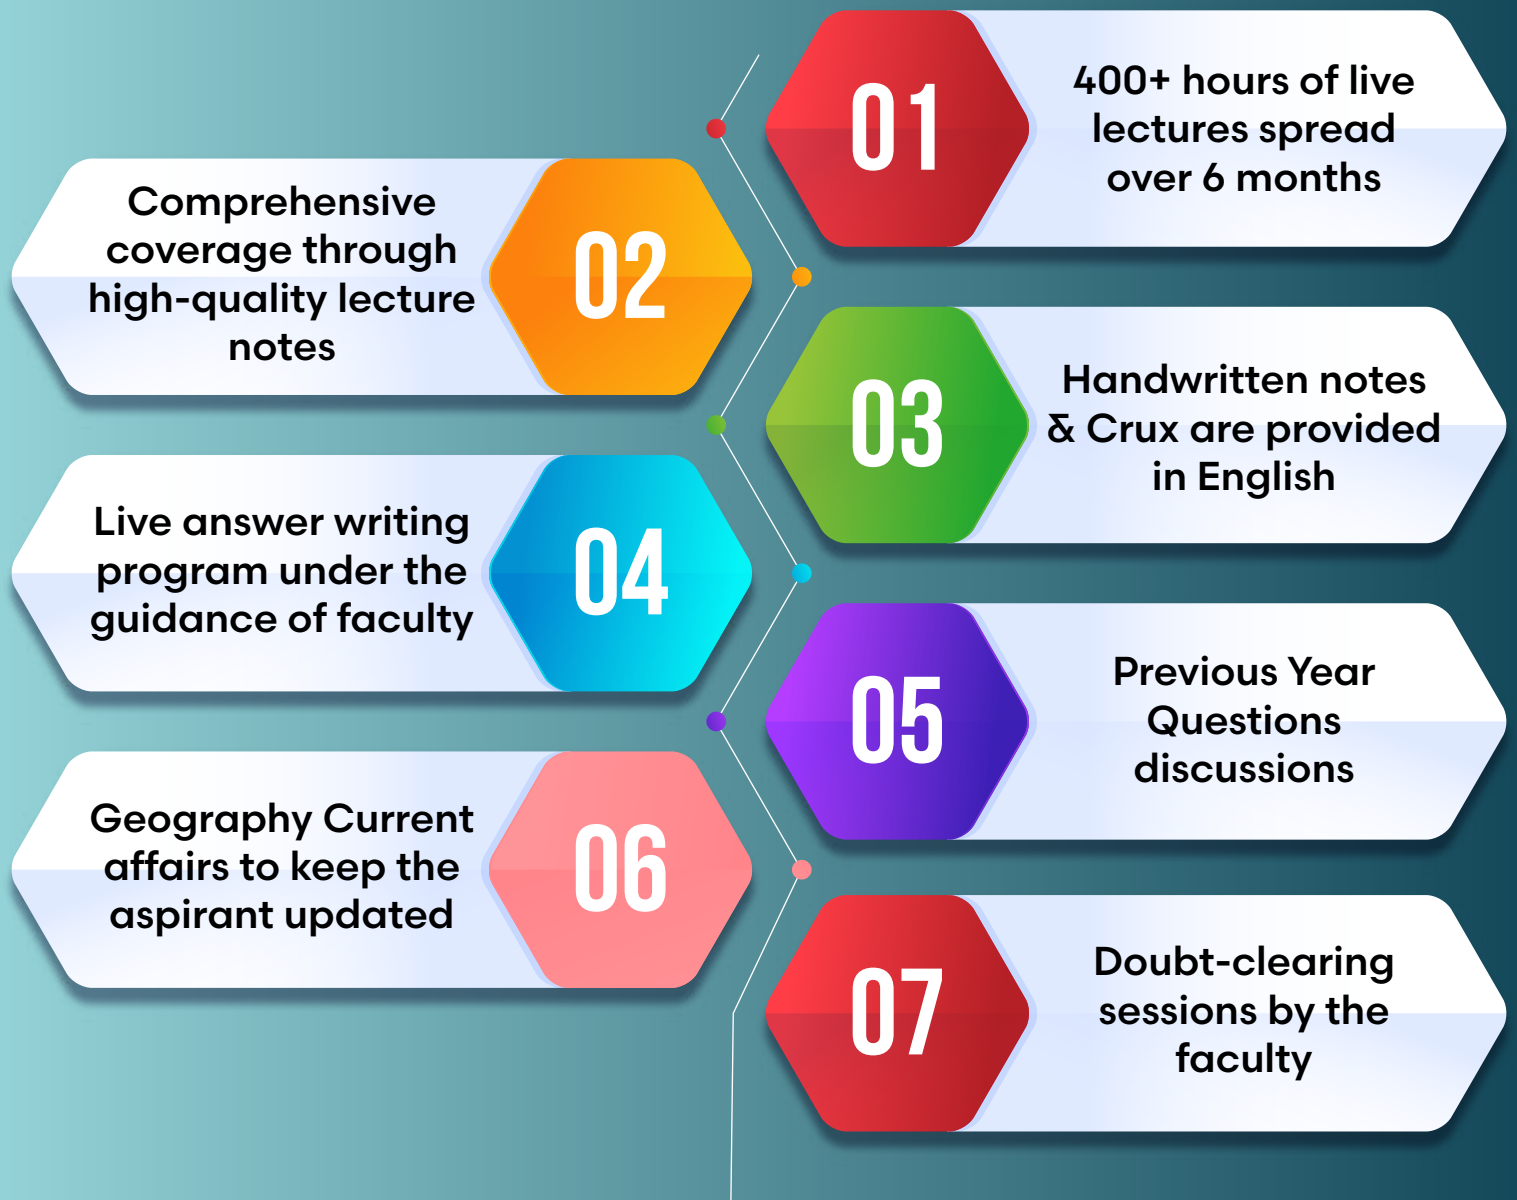 01
400+ hours of live
lectures spread
over 6 months
02
Comprehensive
coverage through
high-quality lecture
notes
03
Handwritten notes
& Crux are provided
in English
04
Live answer writing
program under the
guidance of faculty
05
Previous Year
Questions
discussions
06
Geography Current
affairs to keep the
aspirant updated
07
Doubt-clearing
sessions by the
faculty